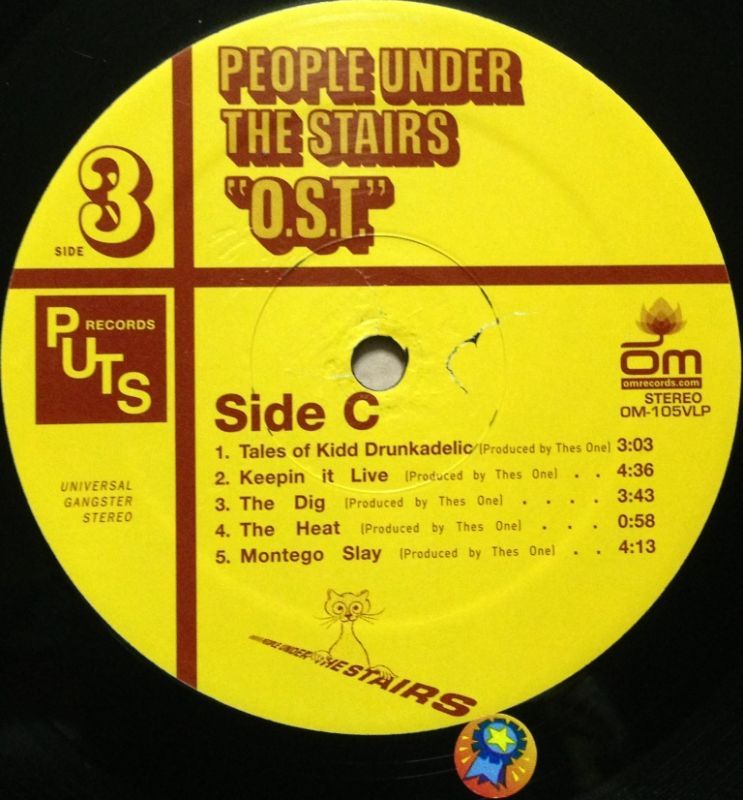 PEOPLE UNDER
THE STAIRS
"O.S.T."
3
SIDE
PUTS RECORDS
om
omrecords.com
STEREO
OM-105VLP
Side C
1. Tales of Kidd Drunkadelic (Produced by Thes One) 3:03
2. Keepin it Live (Produced by Thes One) . . 4:36
3. The Dig (Produced by Thes One) . . . . 3:43
4. The Heat (Produced by Thes One) . . . . 0:58
5. Montego Slay (Produced by Thes One) . . 4:13
UNIVERSAL
GANGSTER
STEREO
PEOPLE UNDER THE STAIRS